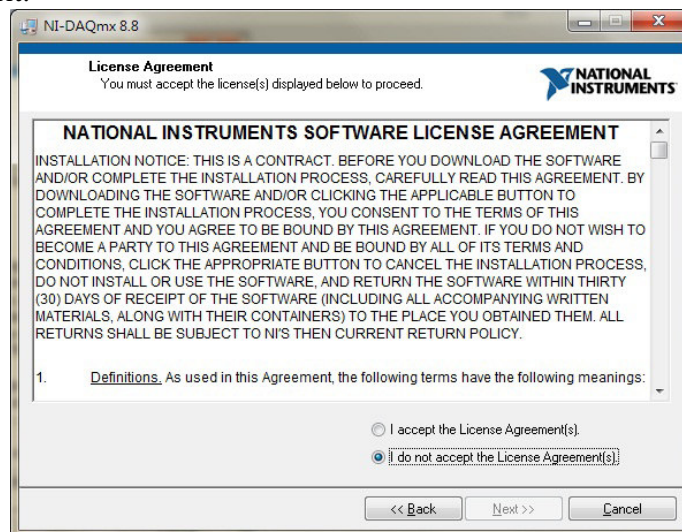 NI-DAQmx 8.8
License Agreement
You must accept the license(s) displayed below to proceed.
NATIONAL
INSTRUMENTS
NATIONAL INSTRUMENTS SOFTWARE LICENSE AGREEMENT
INSTALLATION NOTICE: THIS IS A CONTRACT. BEFORE YOU DOWNLOAD THE SOFTWARE
AND/OR COMPLETE THE INSTALLATION PROCESS, CAREFULLY READ THIS AGREEMENT. BY
DOWNLOADING THE SOFTWARE AND/OR CLICKING THE APPLICABLE BUTTON TO
COMPLETE THE INSTALLATION PROCESS, YOU CONSENT TO THE TERMS OF THIS
AGREEMENT AND YOU AGREE TO BE BOUND BY THIS AGREEMENT. IF YOU DO NOT WISH TO
BECOME A PARTY TO THIS AGREEMENT AND BE BOUND BY ALL OF ITS TERMS AND
CONDITIONS, CLICK THE APPROPRIATE BUTTON TO CANCEL THE INSTALLATION PROCESS,
DO NOT INSTALL OR USE THE SOFTWARE, AND RETURN THE SOFTWARE WITHIN THIRTY
(30) DAYS OF RECEIPT OF THE SOFTWARE (INCLUDING ALL ACCOMPANYING WRITTEN
MATERIALS, ALONG WITH THEIR CONTAINERS) TO THE PLACE YOU OBTAINED THEM. ALL
RETURNS SHALL BE SUBJECT TO NI'S THEN CURRENT RETURN POLICY.
1. Definitions. As used in this Agreement, the following terms have the following meanings:
I accept the License Agreement(s).
I do not accept the License Agreement(s).
<< Back Next >> Cancel